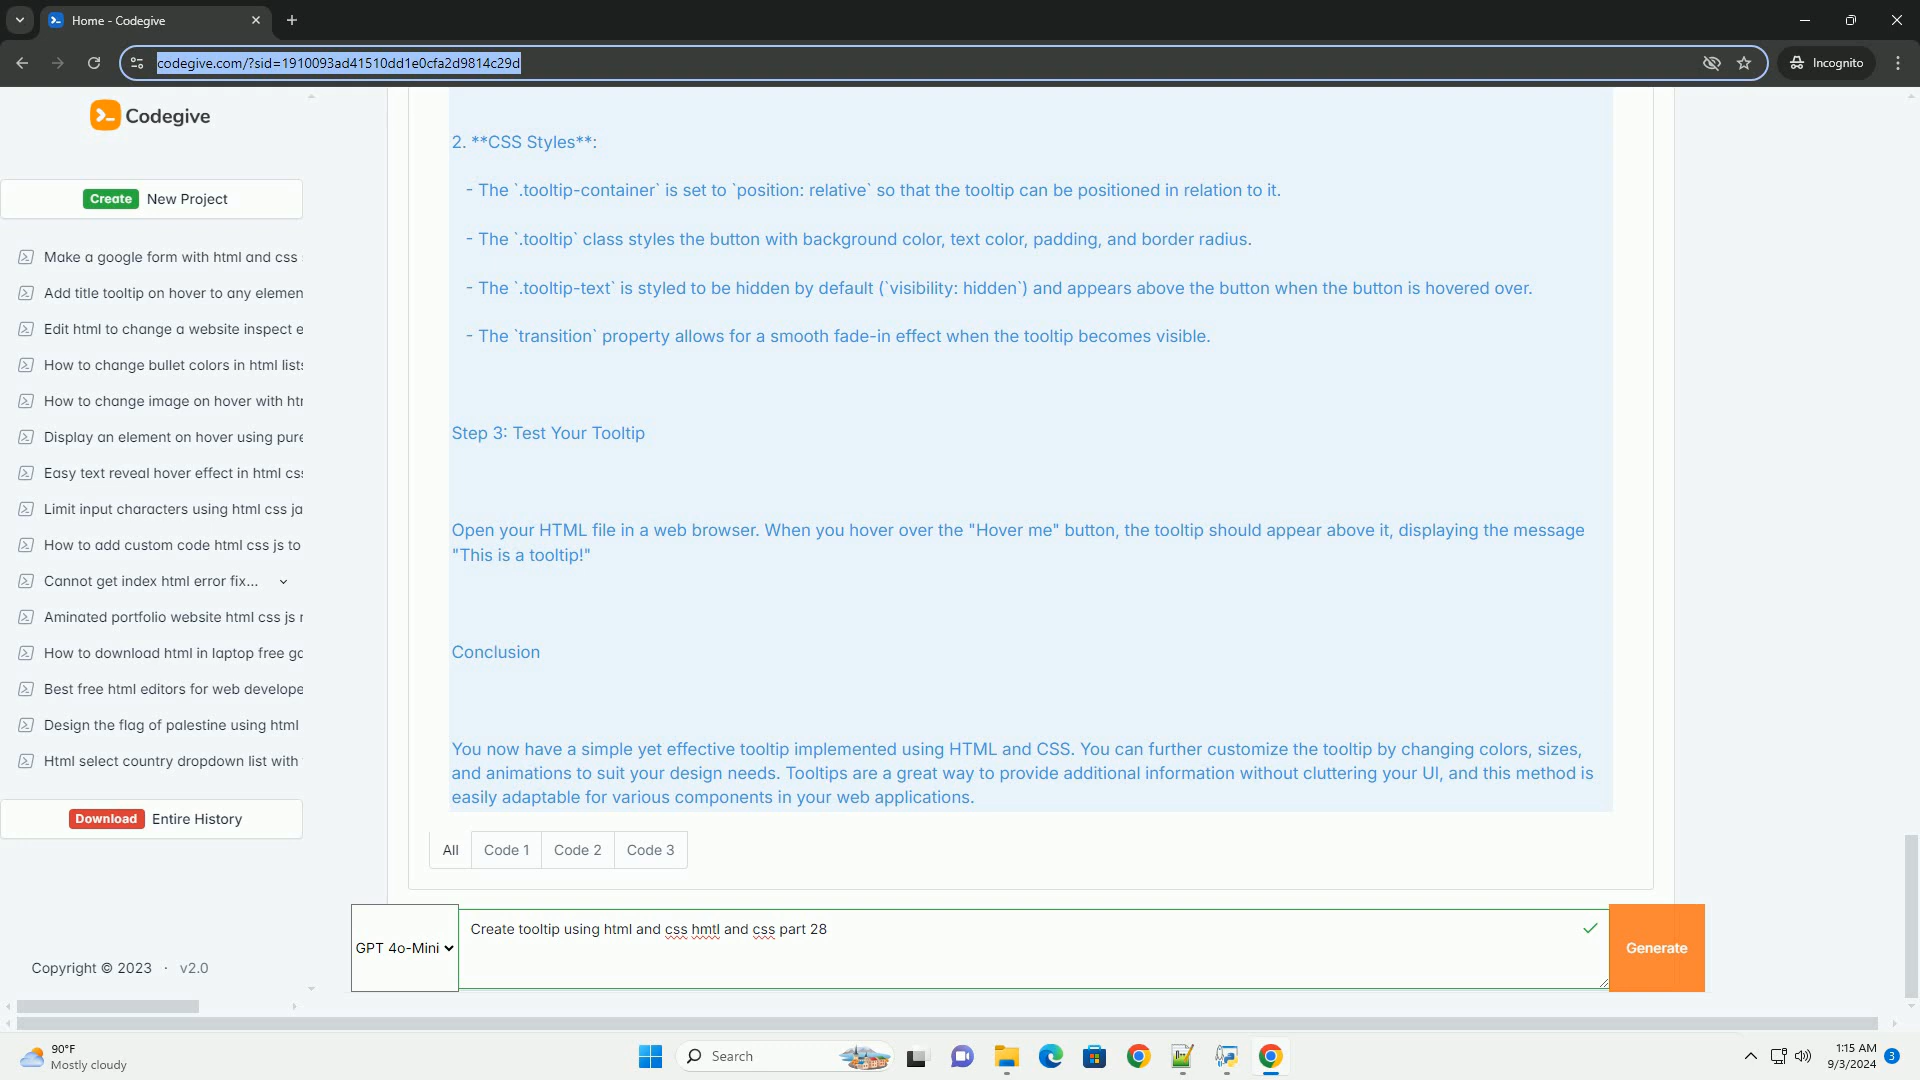 Home - Codegive
codegive.com/?sid=1910093ad41510dd1e0cfa2d9814c29d
Incognito
Codegive
Create New Project
Make a google form with html and css
Add title tooltip on hover to any elemen
Edit html to change a website inspect e
How to change bullet colors in html lists
How to change image on hover with htm
Display an element on hover using pure
Easy text reveal hover effect in html css
Limit input characters using html css ja
How to add custom code html css js to
Cannot get index html error fix...
Aminated portfolio website html css js r
How to download html in laptop free go
Best free html editors for web develope
Design the flag of palestine using html
Html select country dropdown list with
Download Entire History
Copyright © 2023 · v2.0
2. **CSS Styles**:
- The `.tooltip-container` is set to `position: relative` so that the tooltip can be positioned in relation to it.
- The `.tooltip` class styles the button with background color, text color, padding, and border radius.
- The `.tooltip-text` is styled to be hidden by default (`visibility: hidden`) and appears above the button when the button is hovered over.
- The `transition` property allows for a smooth fade-in effect when the tooltip becomes visible.
Step 3: Test Your Tooltip
Open your HTML file in a web browser. When you hover over the "Hover me" button, the tooltip should appear above it, displaying the message
"This is a tooltip!"
Conclusion
You now have a simple yet effective tooltip implemented using HTML and CSS. You can further customize the tooltip by changing colors, sizes,
and animations to suit your design needs. Tooltips are a great way to provide additional information without cluttering your UI, and this method is
easily adaptable for various components in your web applications.
All Code 1 Code 2 Code 3
GPT 4o-Mini
Create tooltip using html and css hmtl and css part 28
Generate
90°F
Mostly cloudy
Search
1:15 AM
9/3/2024
3